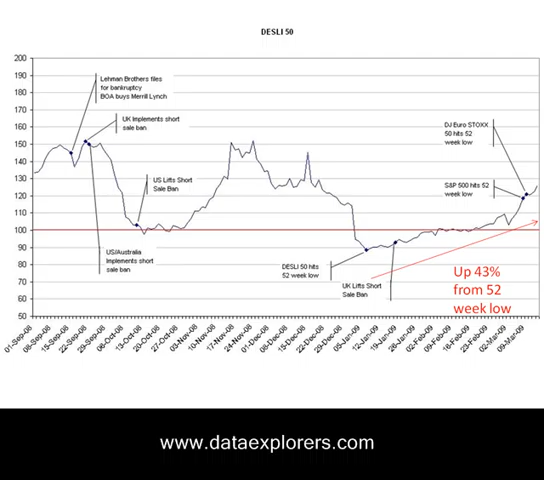 DESLI 50
200
190
180
170
160
150
140
130
120
110
100
90
80
70
60
50
Lehman Brothers files
for bankruptcy
BOA buys Merrill Lynch
UK Implements short
sale ban
US Lifts Short
Sale Ban
US/Australia
Implements short
sale ban
DESLI 50 hits
52 week low
UK Lifts Short
Sale Ban
DJ Euro STOXX
50 hits 52
week low
S&P 500 hits 52
week low
Up 43%
from 52
week low
01-Sep-08
08-Sep-08
15-Sep-08
22-Sep-08
29-Sep-08
06-Oct-08
13-Oct-08
20-Oct-08
27-Oct-08
03-Nov-08
10-Nov-08
17-Nov-08
24-Nov-08
01-Dec-08
08-Dec-08
15-Dec-08
22-Dec-08
29-Dec-08
05-Jan-09
12-Jan-09
19-Jan-09
26-Jan-09
02-Feb-09
09-Feb-09
16-Feb-09
23-Feb-09
02-Mar-09
09-Mar-09
www.dataexplorers.com